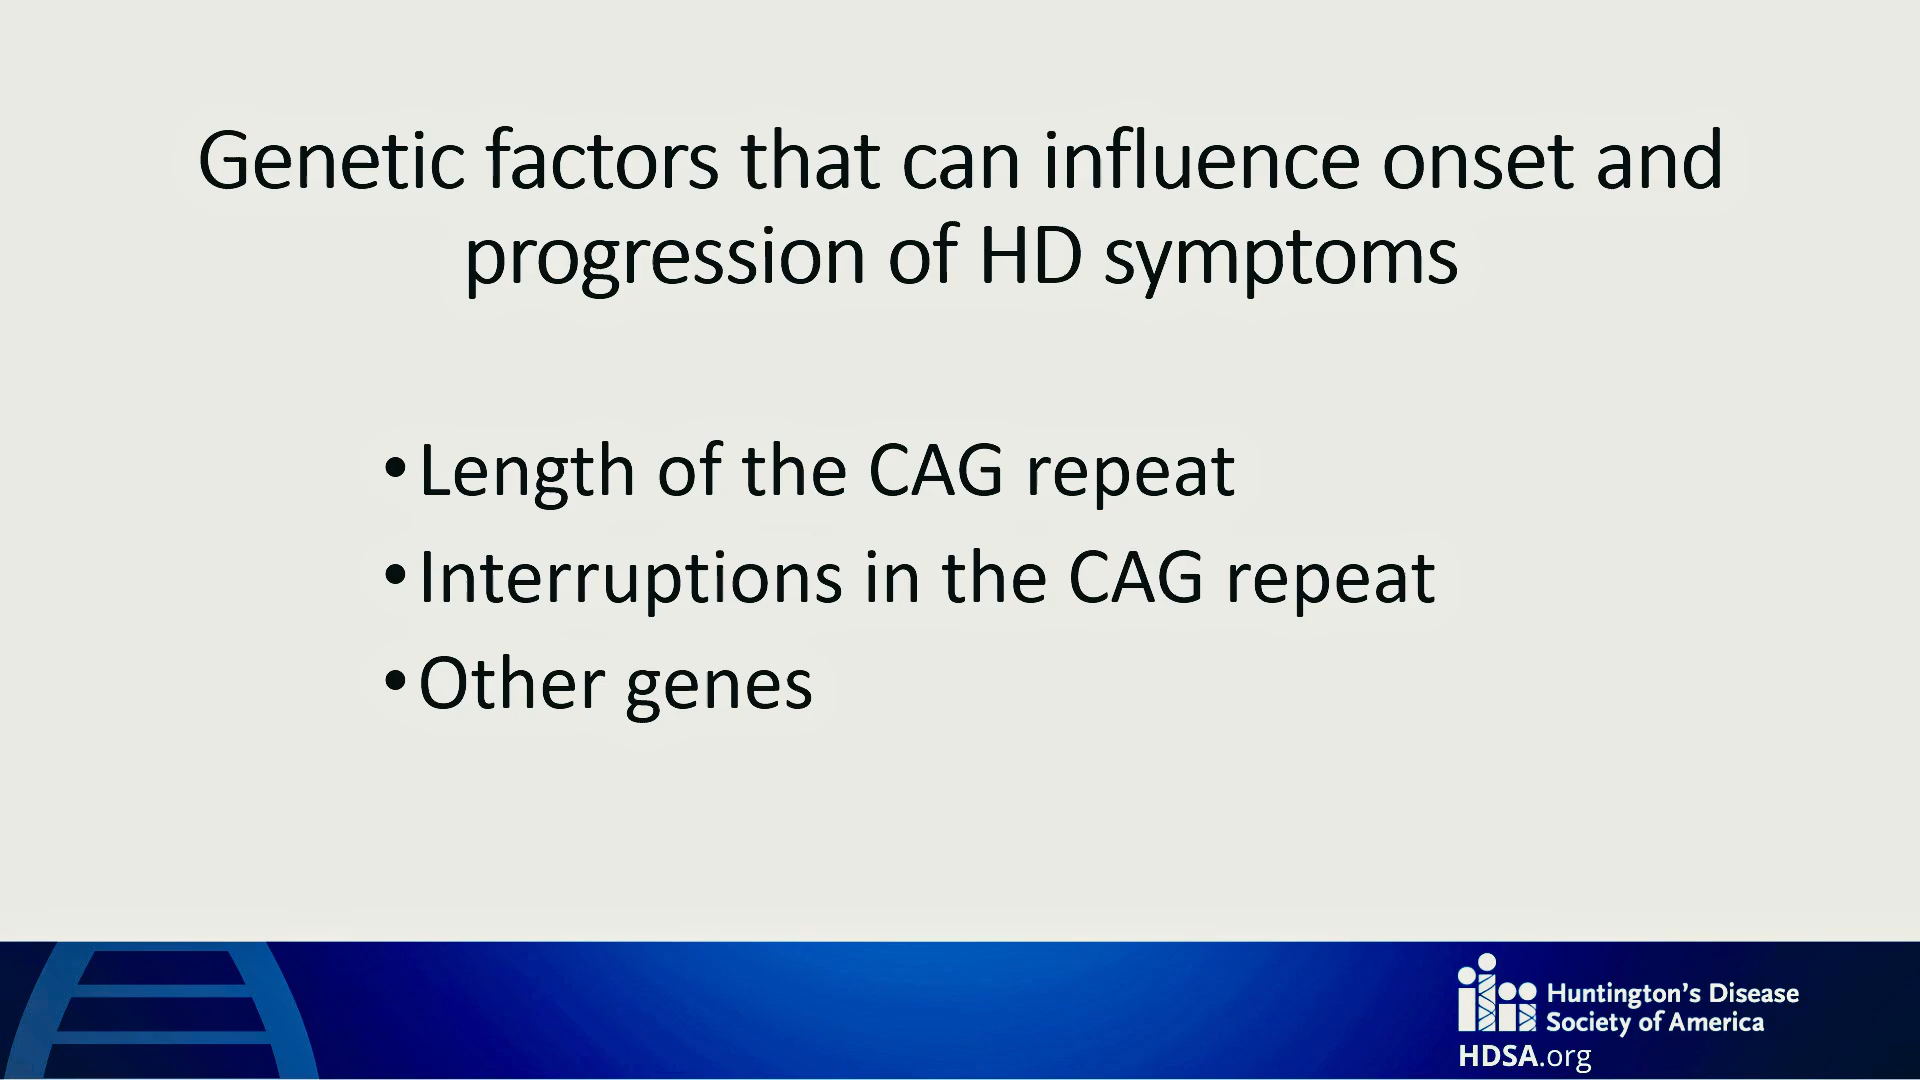 Genetic factors that can influence onset and
progression of HD symptoms
•Length of the CAG repeat
•Interruptions in the CAG repeat
•Other genes
Huntington’s Disease
Society of America
HDSA.org